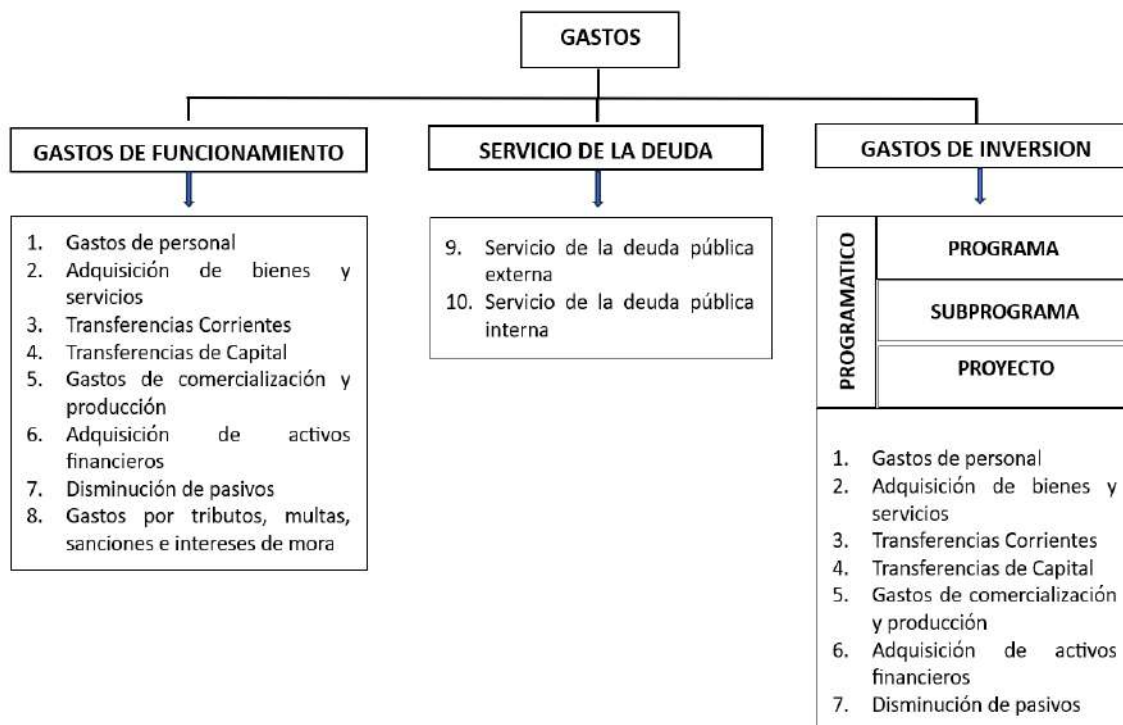 GASTOS
GASTOS DE FUNCIONAMIENTO
1. Gastos de personal
2. Adquisición de bienes y
servicios
3. Transferencias Corrientes
4. Transferencias de Capital
5. Gastos de comercialización y
producción
6. Adquisición de activos
financieros
7. Disminución de pasivos
8. Gastos por tributos, multas,
sanciones e intereses de mora
SERVICIO DE LA DEUDA
9. Servicio de la deuda pública
externa
10. Servicio de la deuda pública
interna
GASTOS DE INVERSION
PROGRAMATICO
PROGRAMA
SUBPROGRAMA
PROYECTO
1. Gastos de personal
2. Adquisición de bienes y
servicios
3. Transferencias Corrientes
4. Transferencias de Capital
5. Gastos de comercialización
y producción
6. Adquisición de activos
financieros
7. Disminución de pasivos